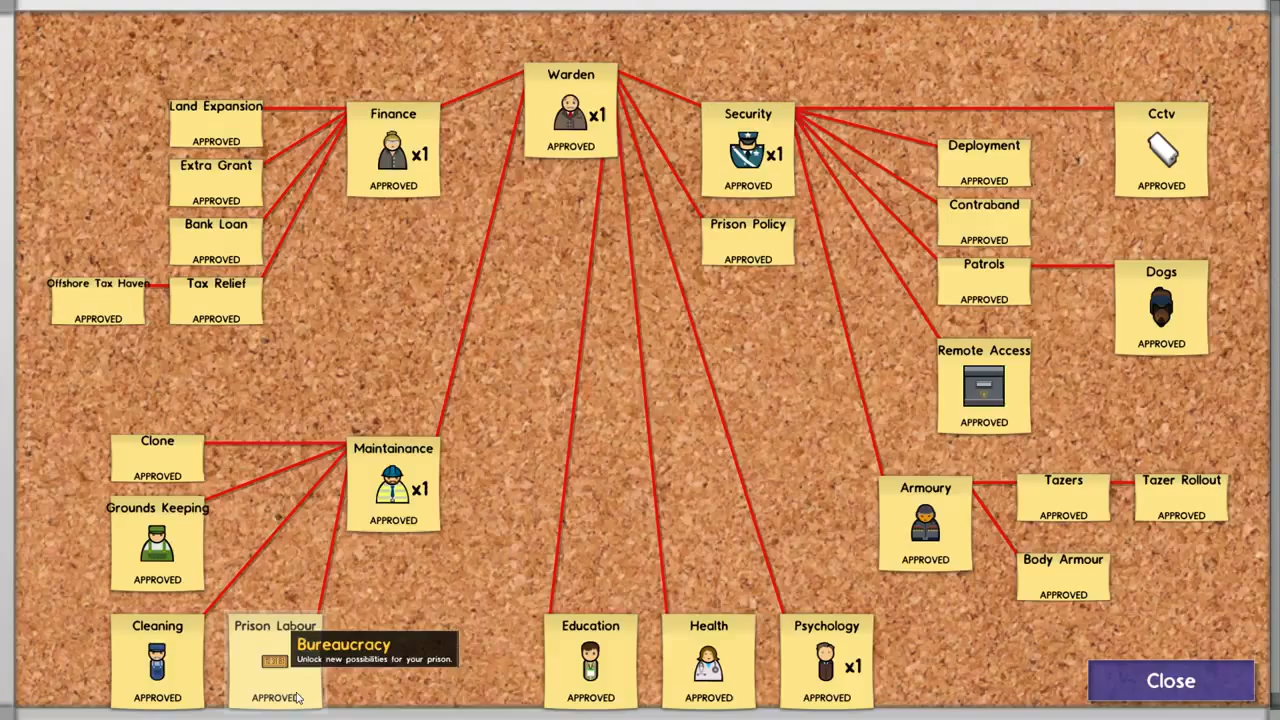 Warden
x1
APPROVED
Land Expansion
APPROVED
Finance
x1
APPROVED
Security
x1
APPROVED
Cctv
APPROVED
Deployment
APPROVED
Extra Grant
APPROVED
Contraband
APPROVED
Bank Loan
APPROVED
Prison Policy
APPROVED
Patrols
APPROVED
Dogs
APPROVED
Offshore Tax Haven
APPROVED
Tax Relief
APPROVED
Remote Access
APPROVED
Clone
APPROVED
Maintainance
x1
APPROVED
Grounds Keeping
APPROVED
Armoury
APPROVED
Tazers
APPROVED
Tazer Rollout
APPROVED
Body Armour
APPROVED
Cleaning
APPROVED
Prison Labour
APPROVED
Bureaucracy
Unlock new possibilities for your prison.
Education
APPROVED
Health
APPROVED
Psychology
x1
APPROVED
Close